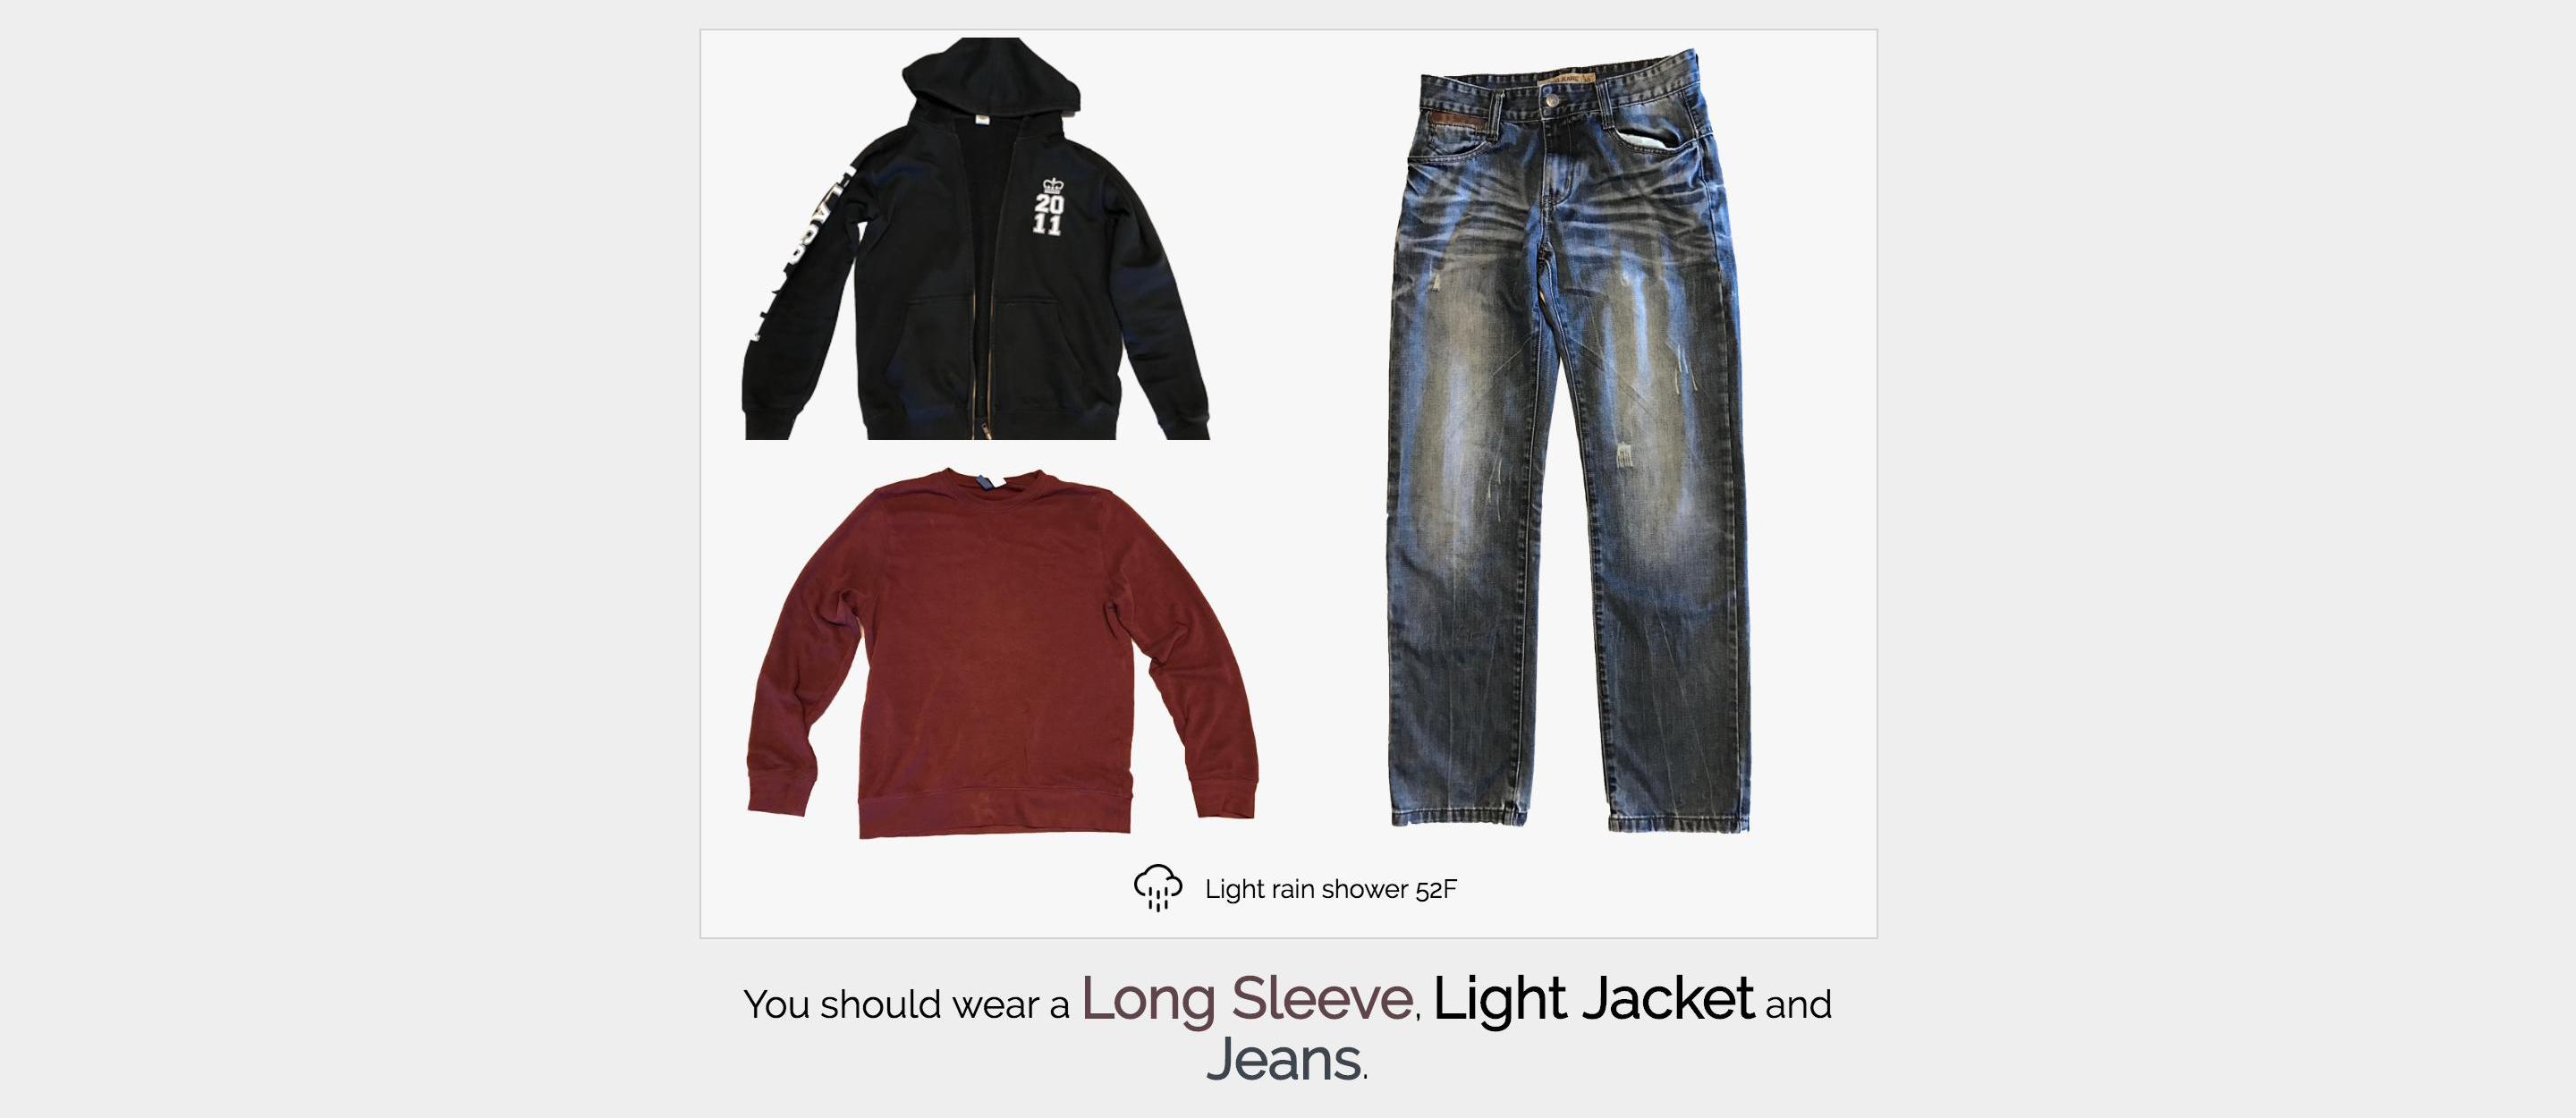 20
11
Light rain shower 52F
You should wear a Long Sleeve, Light Jacket and
Jeans.